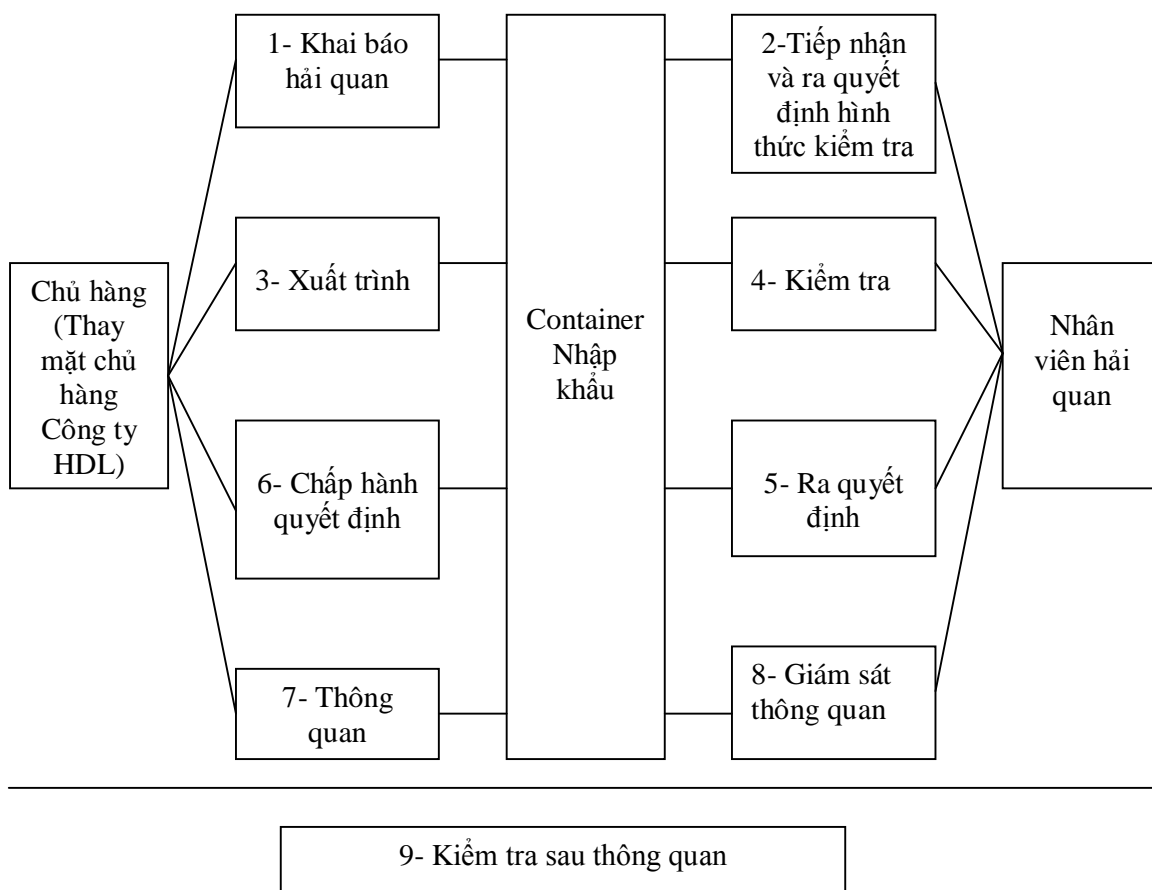 1- Khai báo
hải quan
2-Tiếp nhận
và ra quyết
định hình
thức kiểm tra
3- Xuất trình
4- Kiểm tra
Chủ hàng
(Thay
mặt chủ
hàng
Công ty
HDL)
Container
Nhập
khẩu
Nhân
viên hải
quan
6- Chấp hành
quyết định
5- Ra quyết
định
7- Thông
quan
8- Giám sát
thông quan
9- Kiểm tra sau thông quan